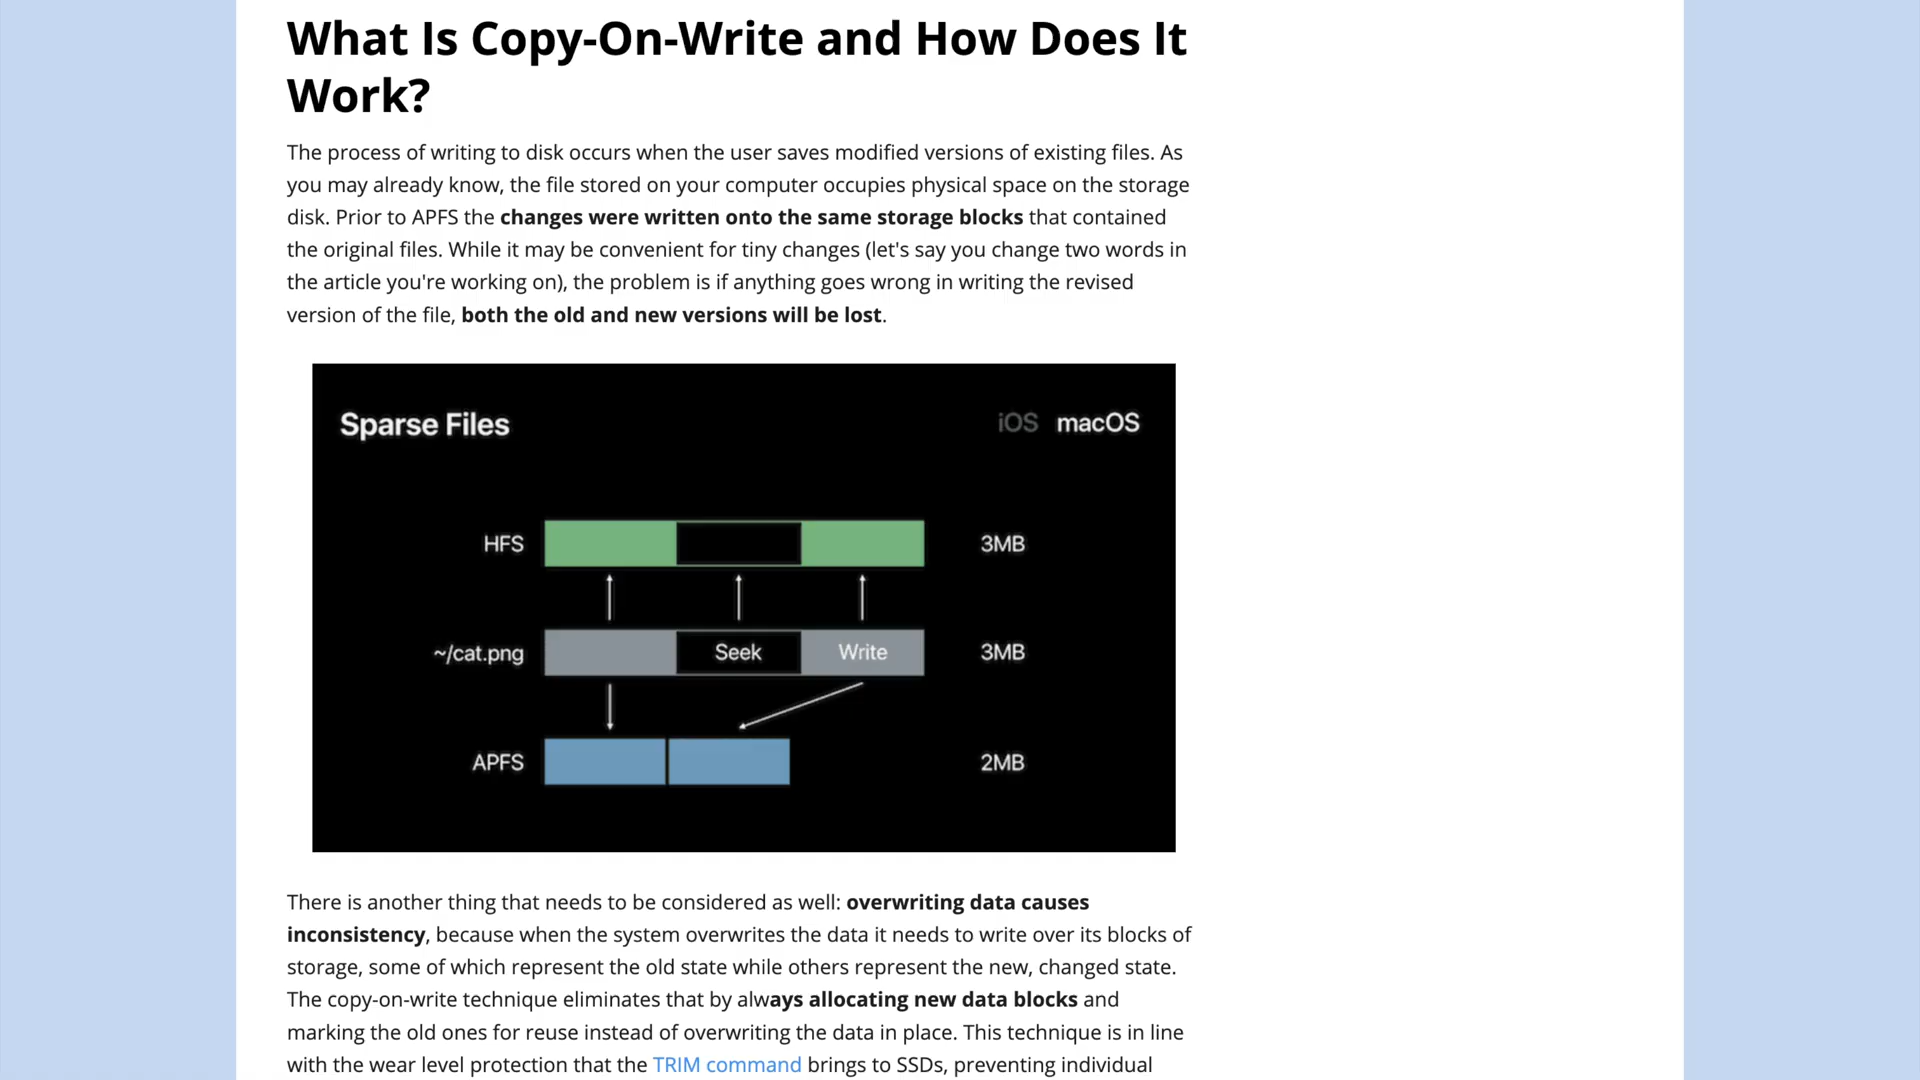 What Is Copy-On-Write and How Does It
Work?
The process of writing to disk occurs when the user saves modified versions of existing files. As
you may already know, the file stored on your computer occupies physical space on the storage
disk. Prior to APFS the changes were written onto the same storage blocks that contained
the original files. While it may be convenient for tiny changes (let's say you change two words in
the article you're working on), the problem is if anything goes wrong in writing the revised
version of the file, both the old and new versions will be lost.
Sparse Files
iOS macOS
HFS 3MB
~/cat.png Seek Write 3MB
APFS 2MB
There is another thing that needs to be considered as well: overwriting data causes
inconsistency, because when the system overwrites the data it needs to write over its blocks of
storage, some of which represent the old state while others represent the new, changed state.
The copy-on-write technique eliminates that by always allocating new data blocks and
marking the old ones for reuse instead of overwriting the data in place. This technique is in line
with the wear level protection that the TRIM command brings to SSDs, preventing individual